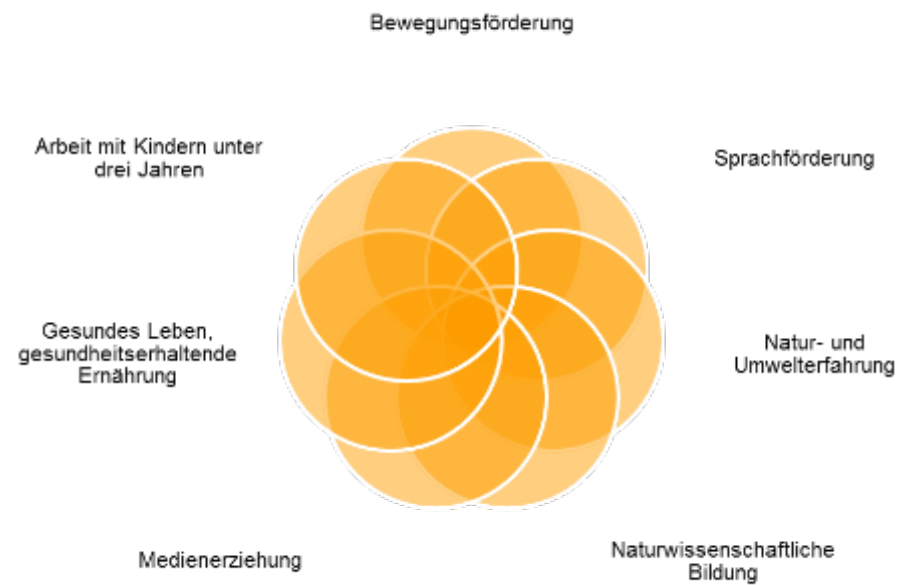 Bewegungsförderung
Arbeit mit Kindern unter
drei Jahren
Sprachförderung
Gesundes Leben,
gesundheitserhaltende
Ernährung
Natur- und
Umwelterfahrung
Medienerziehung
Naturwissenschaftliche
Bildung